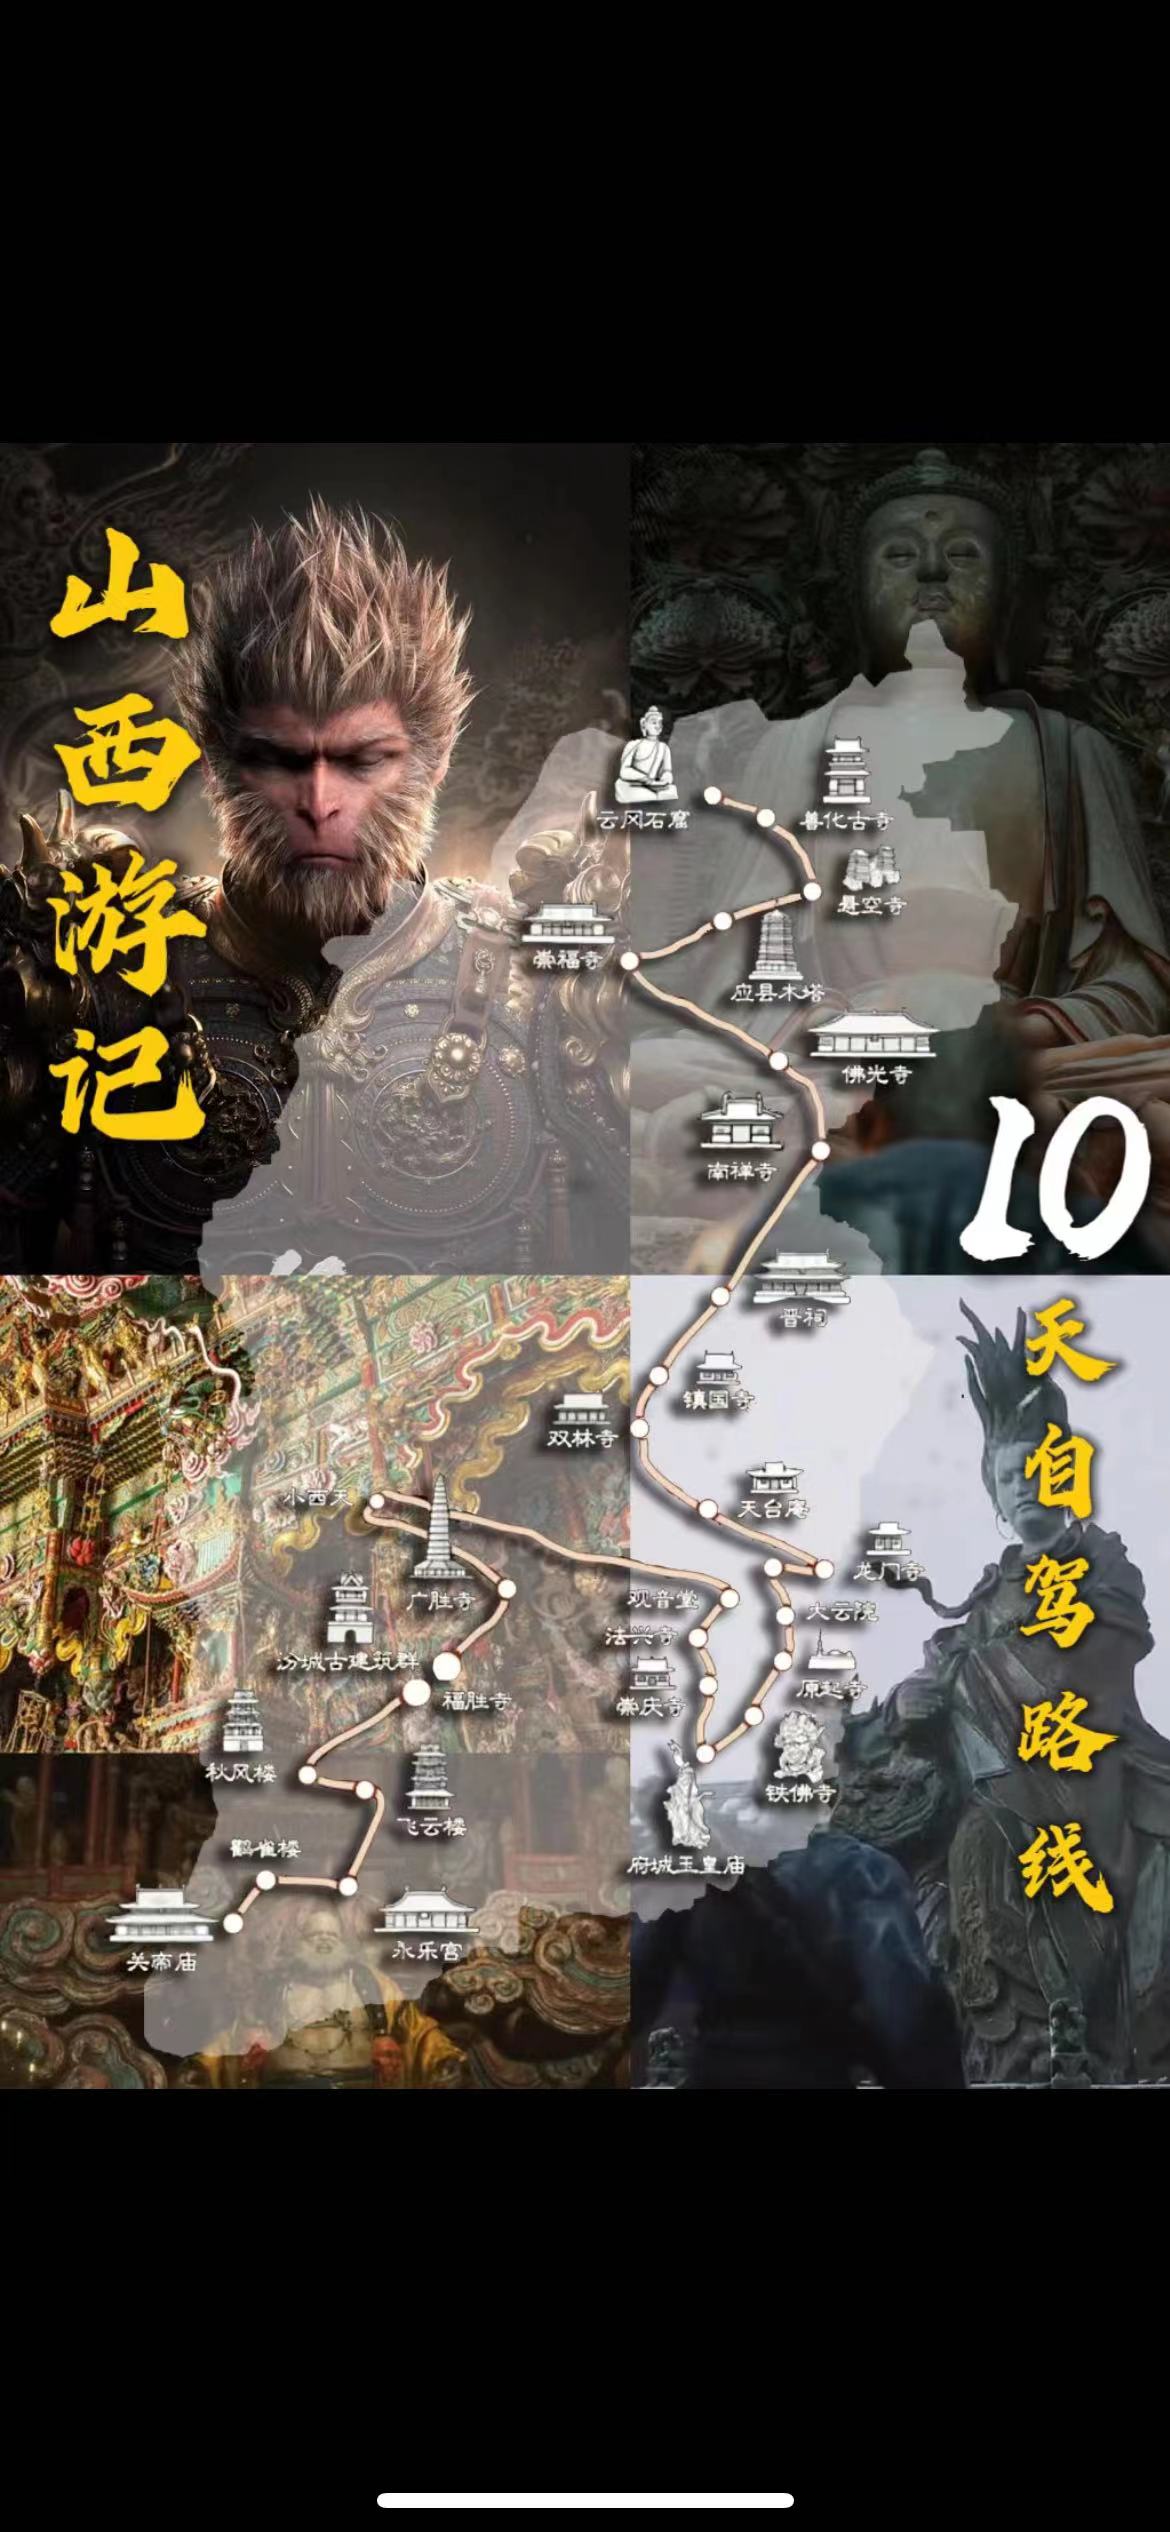 山西游记
10
天自驾路线
云冈石窟
善化古寺
悬空寺
崇福寺
应县木塔
佛光寺
南禅寺
晋祠
镇国寺
双林寺
天台庵
小西天
龙门寺
广胜寺
观音堂
大云院
法兴寺
汾城古建筑群
原起寺
福胜寺
崇庆寺
秋风楼
铁佛寺
飞云楼
府城玉皇庙
鹳雀楼
关帝庙
永乐宫